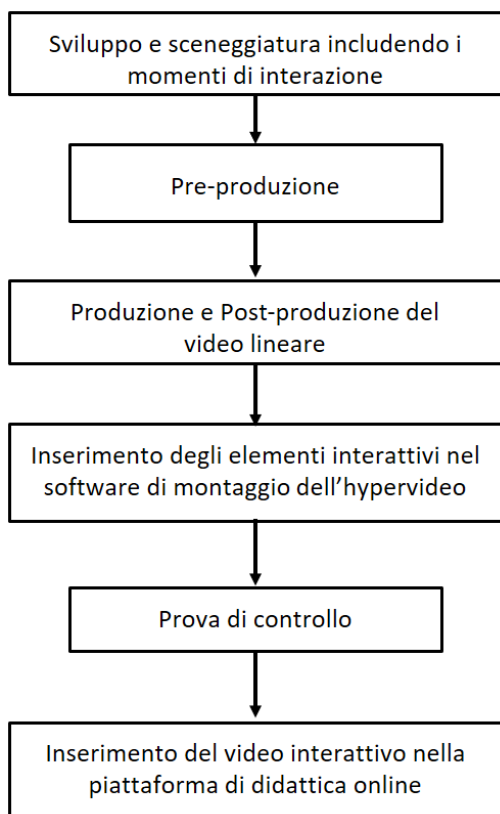 Sviluppo e sceneggiatura includendo i
momenti di interazione
Pre-produzione
Produzione e Post-produzione del
video lineare
Inserimento degli elementi interattivi nel
software di montaggio dell’hypervideo
Prova di controllo
Inserimento del video interattivo nella
piattaforma di didattica online